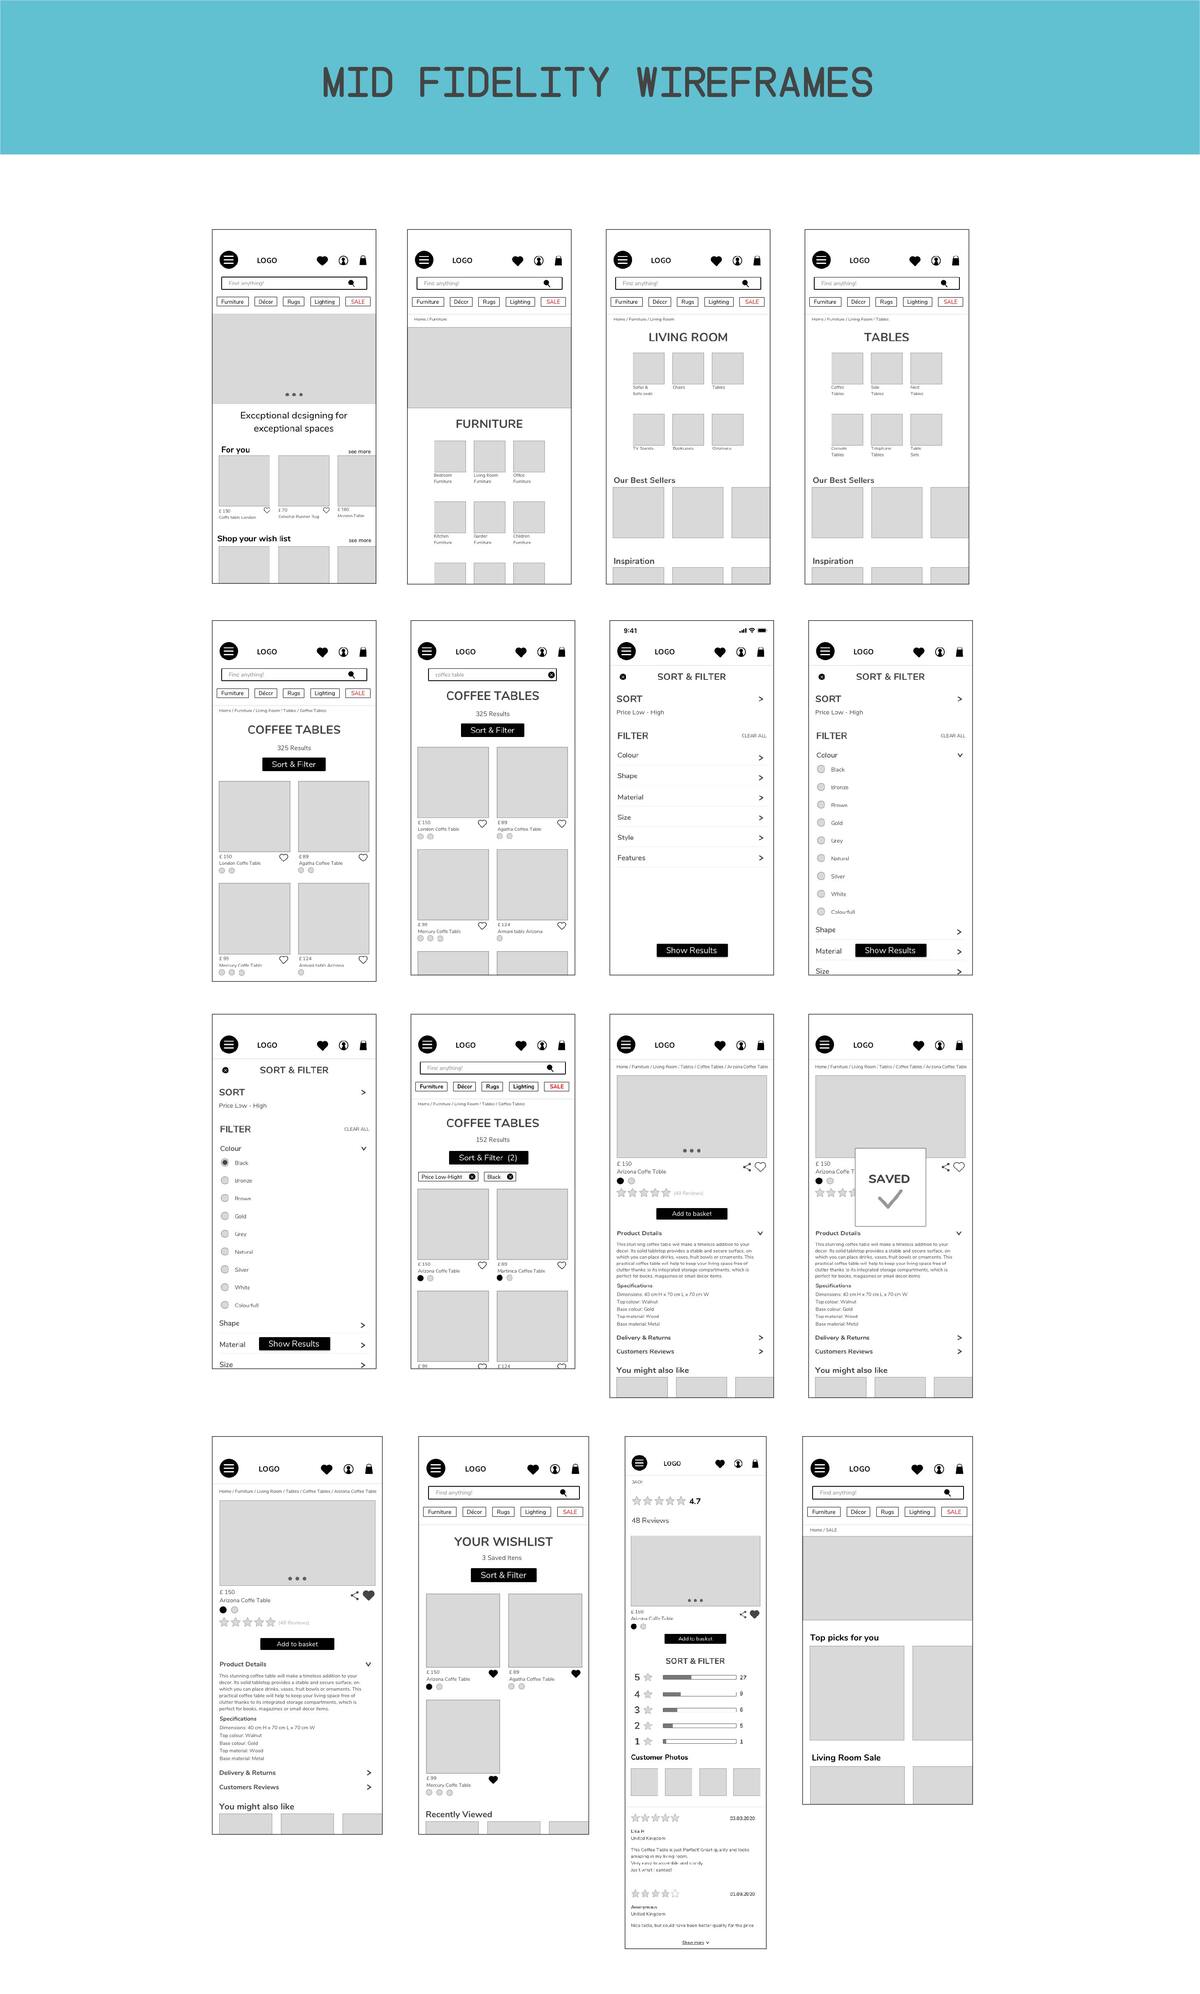 MID FIDELITY WIREFRAMES
LOGO
Find anything!
Furniture Décor Rugs Lighting SALE
Exceptional designing for
exceptional spaces
For you see more
£ 150 £ 70 £ 180
Coffe table London Celestial Runner Rug
Shop your wish list see more
LOGO
Find anything!
Furniture Décor Rugs Lighting SALE
Home / Furniture
FURNITURE
Bedroom Living Room Office
Furniture Furniture Furniture
Kitchen Garden Children
Furniture Furniture Furniture
LOGO
Find anything!
Furniture Décor Rugs Lighting SALE
Home / Furniture / Living Room
LIVING ROOM
Sofas & Chairs Tables
TV Stands Bookcases
Our Best Sellers
Inspiration
LOGO
Find anything!
Furniture Décor Rugs Lighting SALE
Home / Furniture / Living Room / Tables
TABLES
Coffee Side Nest
Tables Tables Tables
Console Telephone Table
Tables Tables Sets
Our Best Sellers
Inspiration
LOGO
Find anything!
Furniture Décor Rugs Lighting SALE
Home / Furniture / Living Room / Tables / Coffee Tables
COFFEE TABLES
325 Results
Sort & Filter
£ 150 £ 89
London Coffe Table Agatha Coffee Table
£ 99 £ 124
Mercury Coffe Table Armani table Arizona
LOGO
coffee table
COFFEE TABLES
325 Results
Sort & Filter
£ 150 £ 89
London Coffe Table Agatha Coffee Table
£ 99 £ 124
Mercury Coffe Table Armani table Arizona
9:41
LOGO
SORT & FILTER
SORT >
Price Low - High
FILTER CLEAR ALL
Colour >
Shape >
Material >
Size >
Style >
Features >
Show Results
LOGO
SORT & FILTER
SORT >
Price Low - High
FILTER CLEAR ALL
Colour
Black
Bronze
Brown
Gold
Grey
Natural
Silver
White
Colourfull
Shape >
Material Show Results >
Size >
LOGO
SORT & FILTER
SORT >
Price Low - High
FILTER CLEAR ALL
Colour
Black
Bronze
Brown
Gold
Grey
Natural
Silver
White
Colourfull
Shape >
Material Show Results >
Size >
LOGO
Find anything!
Furniture Décor Rugs Lighting SALE
Home / Furniture / Living Room / Tables / Coffee Tables
COFFEE TABLES
152 Results
Sort & Filter (2)
Price Low-Hight Black
£ 150 £ 89
Arizona Coffe Table Martinica Coffe Table
£ 99 £ 124
LOGO
Home / Furniture / Living Room / Tables / Coffee Tables / Arizona Coffee Table
£ 150
Arizona Coffe Table
(48 Reviews)
Add to basket
Product Details
This stunning coffee table will make a timeless addition to your
decor. Its solid tabletop provides a stable and secure surface, on
which you can place drinks, vases, fruit bowls or ornaments. This
practical coffee table will help to keep your living space free of
clutter thanks to its integrated storage compartments, which is
perfect for books, magazines or small decor items.
Specifications
Dimensions: 40 cm H x 70 cm L x 70 cm W
Top colour: Walnut
Base colour: Gold
Top material: Wood
Base material: Metal
Delivery & Returns >
Customers Reviews >
You might also like
LOGO
Home / Furniture / Living Room / Tables / Coffee Tables / Arizona Coffee Table
£ 150
Arizona Coffe T
SAVED
Product Details
This stunning coffee table will make a timeless addition to your
decor. Its solid tabletop provides a stable and secure surface, on
which you can place drinks, vases, fruit bowls or ornaments. This
practical coffee table will help to keep your living space free of
clutter thanks to its integrated storage compartments, which is
perfect for books, magazines or small decor items.
Specifications
Dimensions: 40 cm H x 70 cm L x 70 cm W
Top colour: Walnut
Base colour: Gold
Top material: Wood
Base material: Metal
Delivery & Returns >
Customers Reviews >
You might also like
LOGO
Home / Furniture / Living Room / Tables / Coffee Tables / Arizona Coffee Table
£ 150
Arizona Coffe Table
(48 Reviews)
Add to basket
Product Details
This stunning coffee table will make a timeless addition to your
decor. Its solid tabletop provides a stable and secure surface, on
which you can place drinks, vases, fruit bowls or ornaments. This
practical coffee table will help to keep your living space free of
clutter thanks to its integrated storage compartments, which is
perfect for books, magazines or small decor items.
Specifications
Dimensions: 40 cm H x 70 cm L x 70 cm W
Top colour: Walnut
Base colour: Gold
Top material: Wood
Base material: Metal
Delivery & Returns >
Customers Reviews >
You might also like
LOGO
Find anything!
Furniture Décor Rugs Lighting SALE
YOUR WISHLIST
3 Saved Itens
Sort & Filter
£ 150 £ 89
Arizona Coffe Table Agatha Coffee Table
£ 99
Mercury Coffe Table
Recently Viewed
LOGO
BACK
4.7
48 Reviews
£ 150
Arizona Coffe Table
Add to basket
SORT & FILTER
5 27
4 9
3 6
2 5
1 1
Customer Photos
03.03.2020
Lisa H
United Kingdom
This Coffee Table is just Perfect! Great quality and looks
amazing in my living room.
Very easy to assemble and sturdy
Just what I wanted!
01.03.2020
Anonymous
United Kingdom
Nice table, but could have been better quality for the price
Show more
LOGO
Find anything!
Furniture Décor Rugs Lighting SALE
Home / SALE
Top picks for you
Living Room Sale